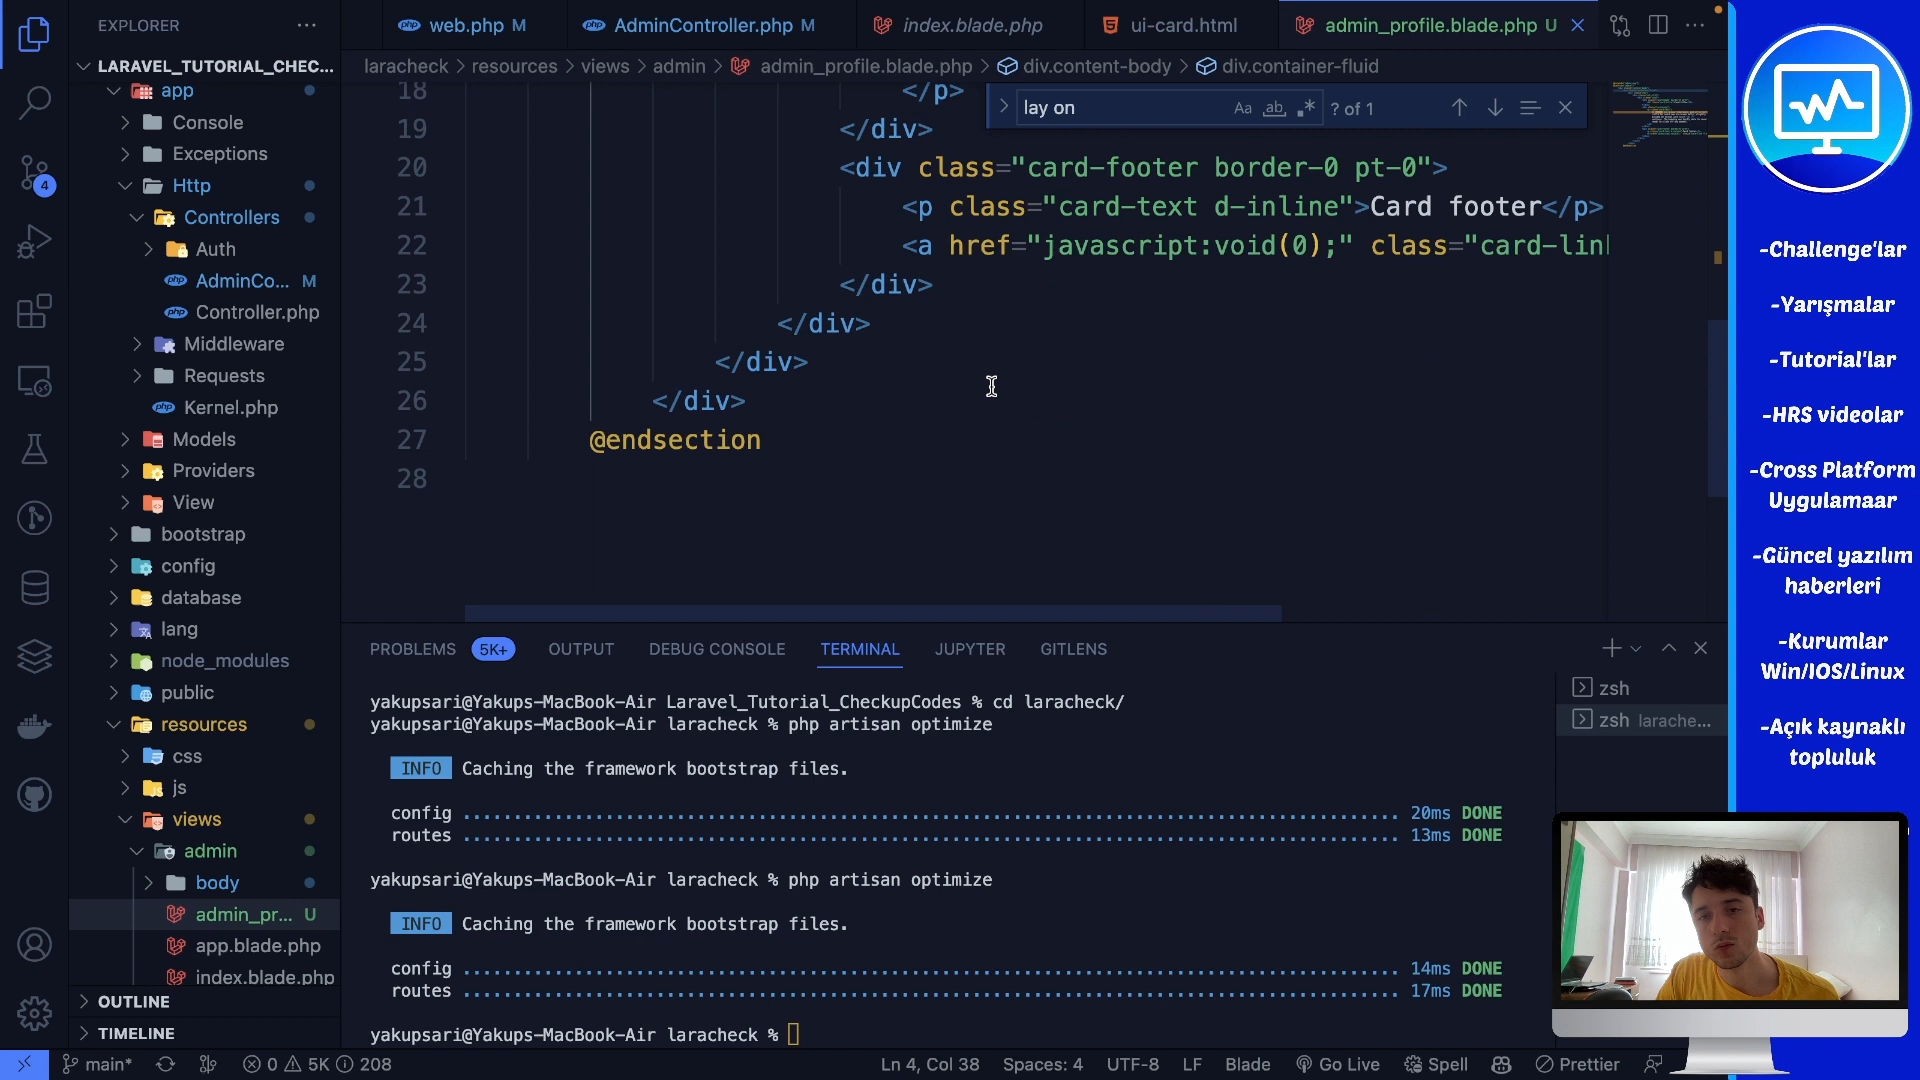 EXPLORER
web.php M
AdminController.php M
index.blade.php
ui-card.html
admin_profile.blade.php U
LARAVEL_TUTORIAL_CHEC...
laracheck > resources > views > admin > admin_profile.blade.php > div.content-body > div.container-fluid
app
Console
Exceptions
Http
Controllers
Auth
AdminCo... M
Controller.php
Middleware
Requests
Kernel.php
Models
Providers
View
bootstrap
config
database
lang
node_modules
public
resources
css
js
views
admin
body
admin_pr... U
app.blade.php
index.blade.php
OUTLINE
TIMELINE
lay on
Aa ab .* ? of 1
18 </p>
19 </div>
20 <div class="card-footer border-0 pt-0">
21 <p class="card-text d-inline">Card footer</p>
22 <a href="javascript:void(0);" class="card-lin
23 </div>
24 </div>
25 </div>
26 </div>
27 @endsection
28
PROBLEMS 5K+ OUTPUT DEBUG CONSOLE TERMINAL JUPYTER GITLENS
yakupsari@Yakups-MacBook-Air Laravel_Tutorial_CheckupCodes % cd laracheck/
yakupsari@Yakups-MacBook-Air laracheck % php artisan optimize
INFO Caching the framework bootstrap files.
config ........................................ 20ms DONE
routes ........................................ 13ms DONE
yakupsari@Yakups-MacBook-Air laracheck % php artisan optimize
INFO Caching the framework bootstrap files.
config ........................................ 14ms DONE
routes ........................................ 17ms DONE
yakupsari@Yakups-MacBook-Air laracheck %
zsh
zsh larache...
4
main* 0 5K 208
Ln 4, Col 38 Spaces: 4 UTF-8 LF Blade Go Live Spell Prettier
-Challenge'lar
-Yarışmalar
-Tutorial'lar
-HRS videolar
-Cross Platform
Uygulamaar
-Güncel yazılım
haberleri
-Kurumlar
Win/IOS/Linux
-Açık kaynaklı
topluluk